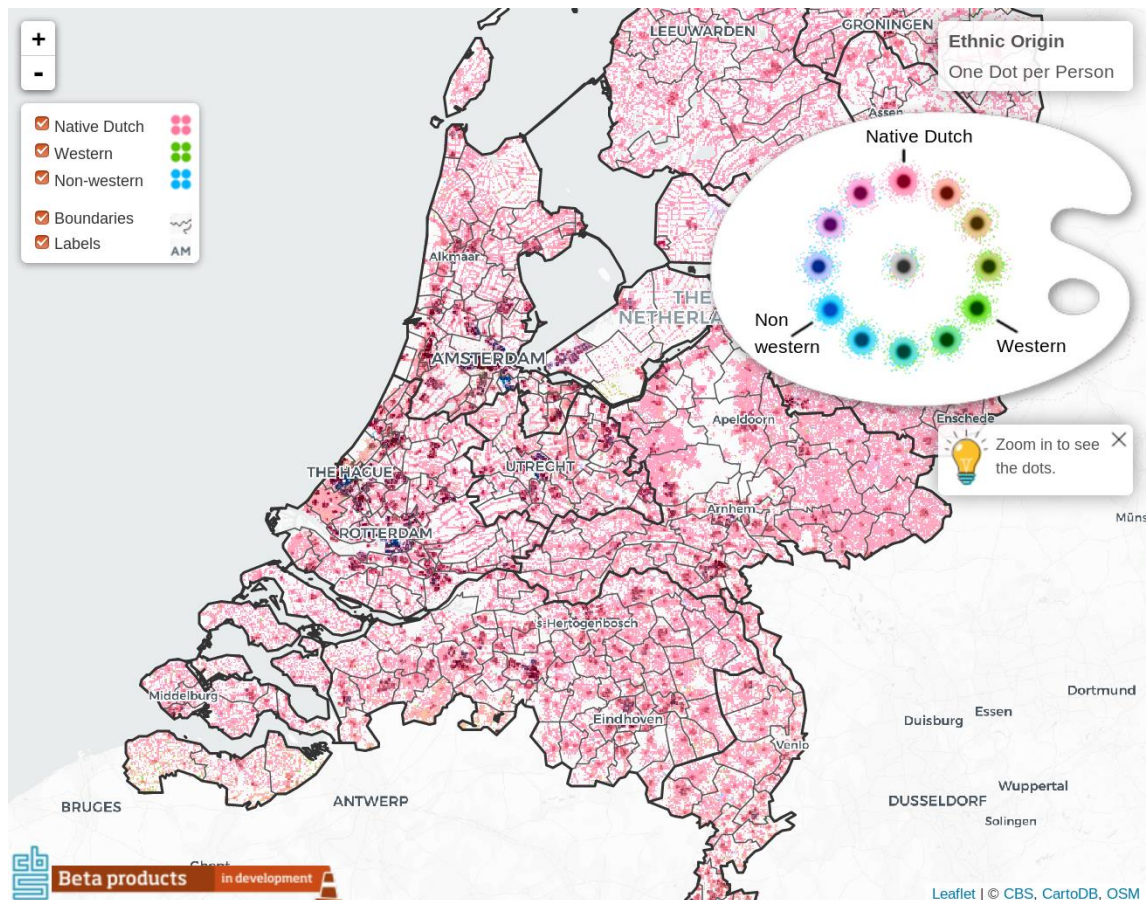 +
-
Native Dutch
Western
Non-western
Boundaries
Labels
AM
LEEUWARDEN
GRONINGEN
Ethnic Origin
One Dot per Person
Assen
Native Dutch
Non
western
Western
Alkmaar
THE
NETHERLA
AMSTERDAM
Apeldoorn
Enschede
Zoom in to see
the dots.
THE HAGUE
UTRECHT
Arnhem
ROTTERDAM
Müns
's-Hertogenbosch
Middelburg
Dortmund
Eindhoven
Duisburg
Essen
Venlo
Wuppertal
BRUGES
ANTWERP
DUSSELDORF
Solingen
Ghent
cbs
Beta products
in development
Leaflet | © CBS, CartoDB, OSM